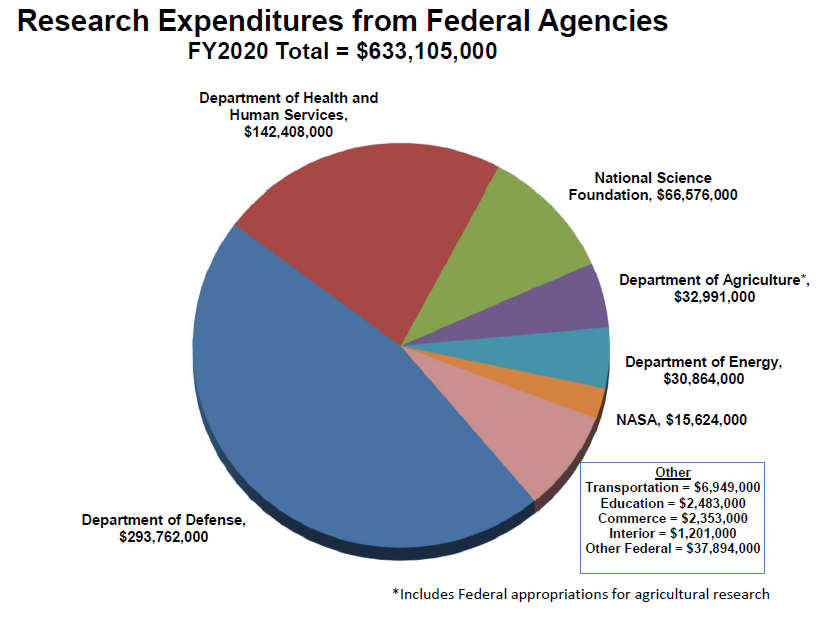 Research Expenditures from Federal Agencies
FY2020 Total = $633,105,000
Department of Health and
Human Services,
$142,408,000
National Science
Foundation, $66,576,000
Department of Agriculture*,
$32,991,000
Department of Energy,
$30,864,000
NASA, $15,624,000
Other
Transportation = $6,949,000
Education = $2,483,000
Commerce = $2,353,000
Interior = $1,201,000
Other Federal = $37,894,000
Department of Defense,
$293,762,000
*Includes Federal appropriations for agricultural research